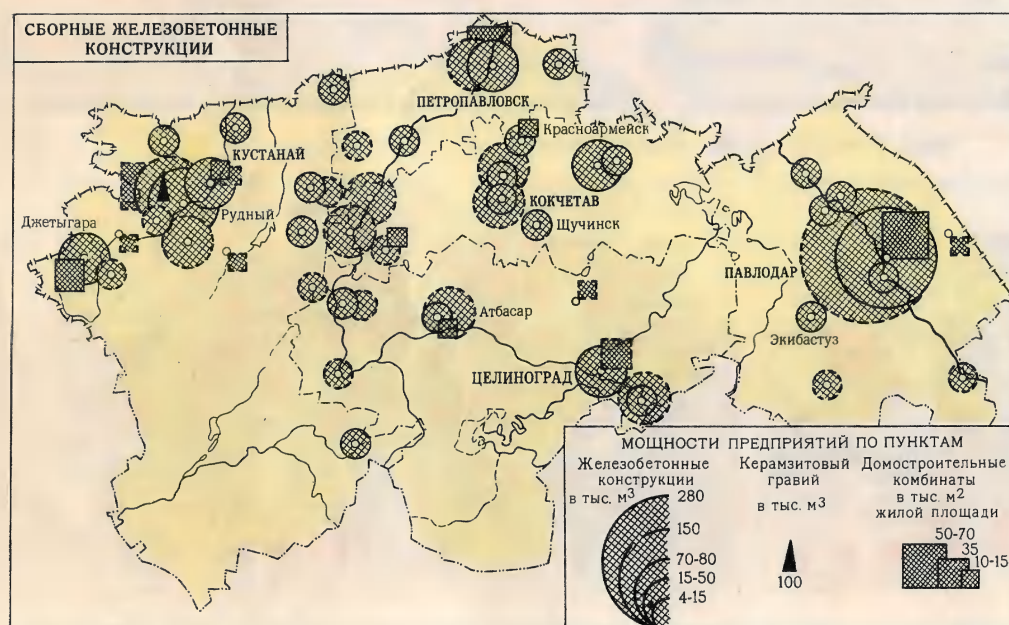 СБОРНЫЕ ЖЕЛЕЗОБЕТОННЫЕ
КОНСТРУКЦИИ
ПЕТРОПАВЛОВСК
Красноармейск
КУСТАНАЙ
КОКЧЕТАВ
Джетыгара
Рудный
Щучинск
ПАВЛОДАР
Атбасар
Экибастуз
ЦЕЛИНОГРАД
МОЩНОСТИ ПРЕДПРИЯТИЙ ПО ПУНКТАМ
Железобетонные
конструкции
в тыс. м³
280
150
70-80
15-50
4-15
Керамзитовый
гравий
в тыс. м³
100
Домостроительные
комбинаты
в тыс. м²
жилой площади
50-70
35
10-15